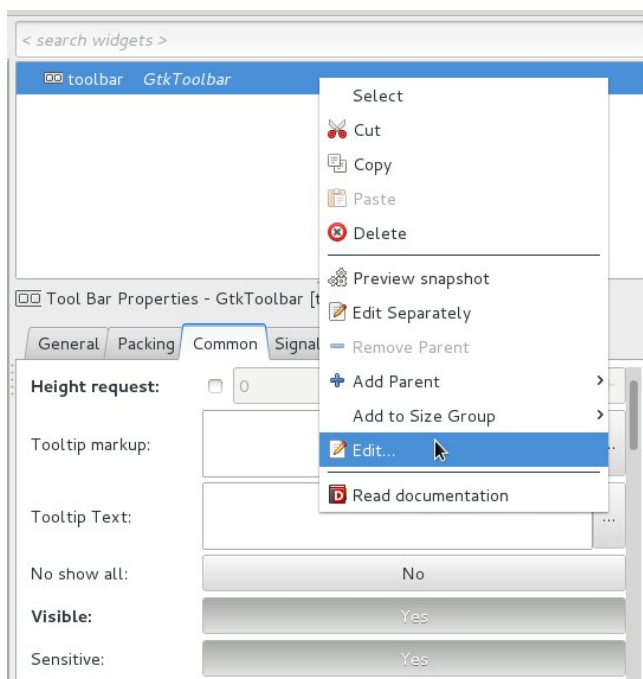 < search widgets >
toolbar GtkToolbar
Select
Cut
Copy
Paste
Delete
Preview snapshot
Edit Separately
Remove Parent
Add Parent
Add to Size Group
Edit...
Read documentation
Tool Bar Properties - GtkToolbar [t
General Packing Common Signal
Height request: 0
Tooltip markup:
Tooltip Text: ...
No show all: No
Visible: Yes
Sensitive: Yes